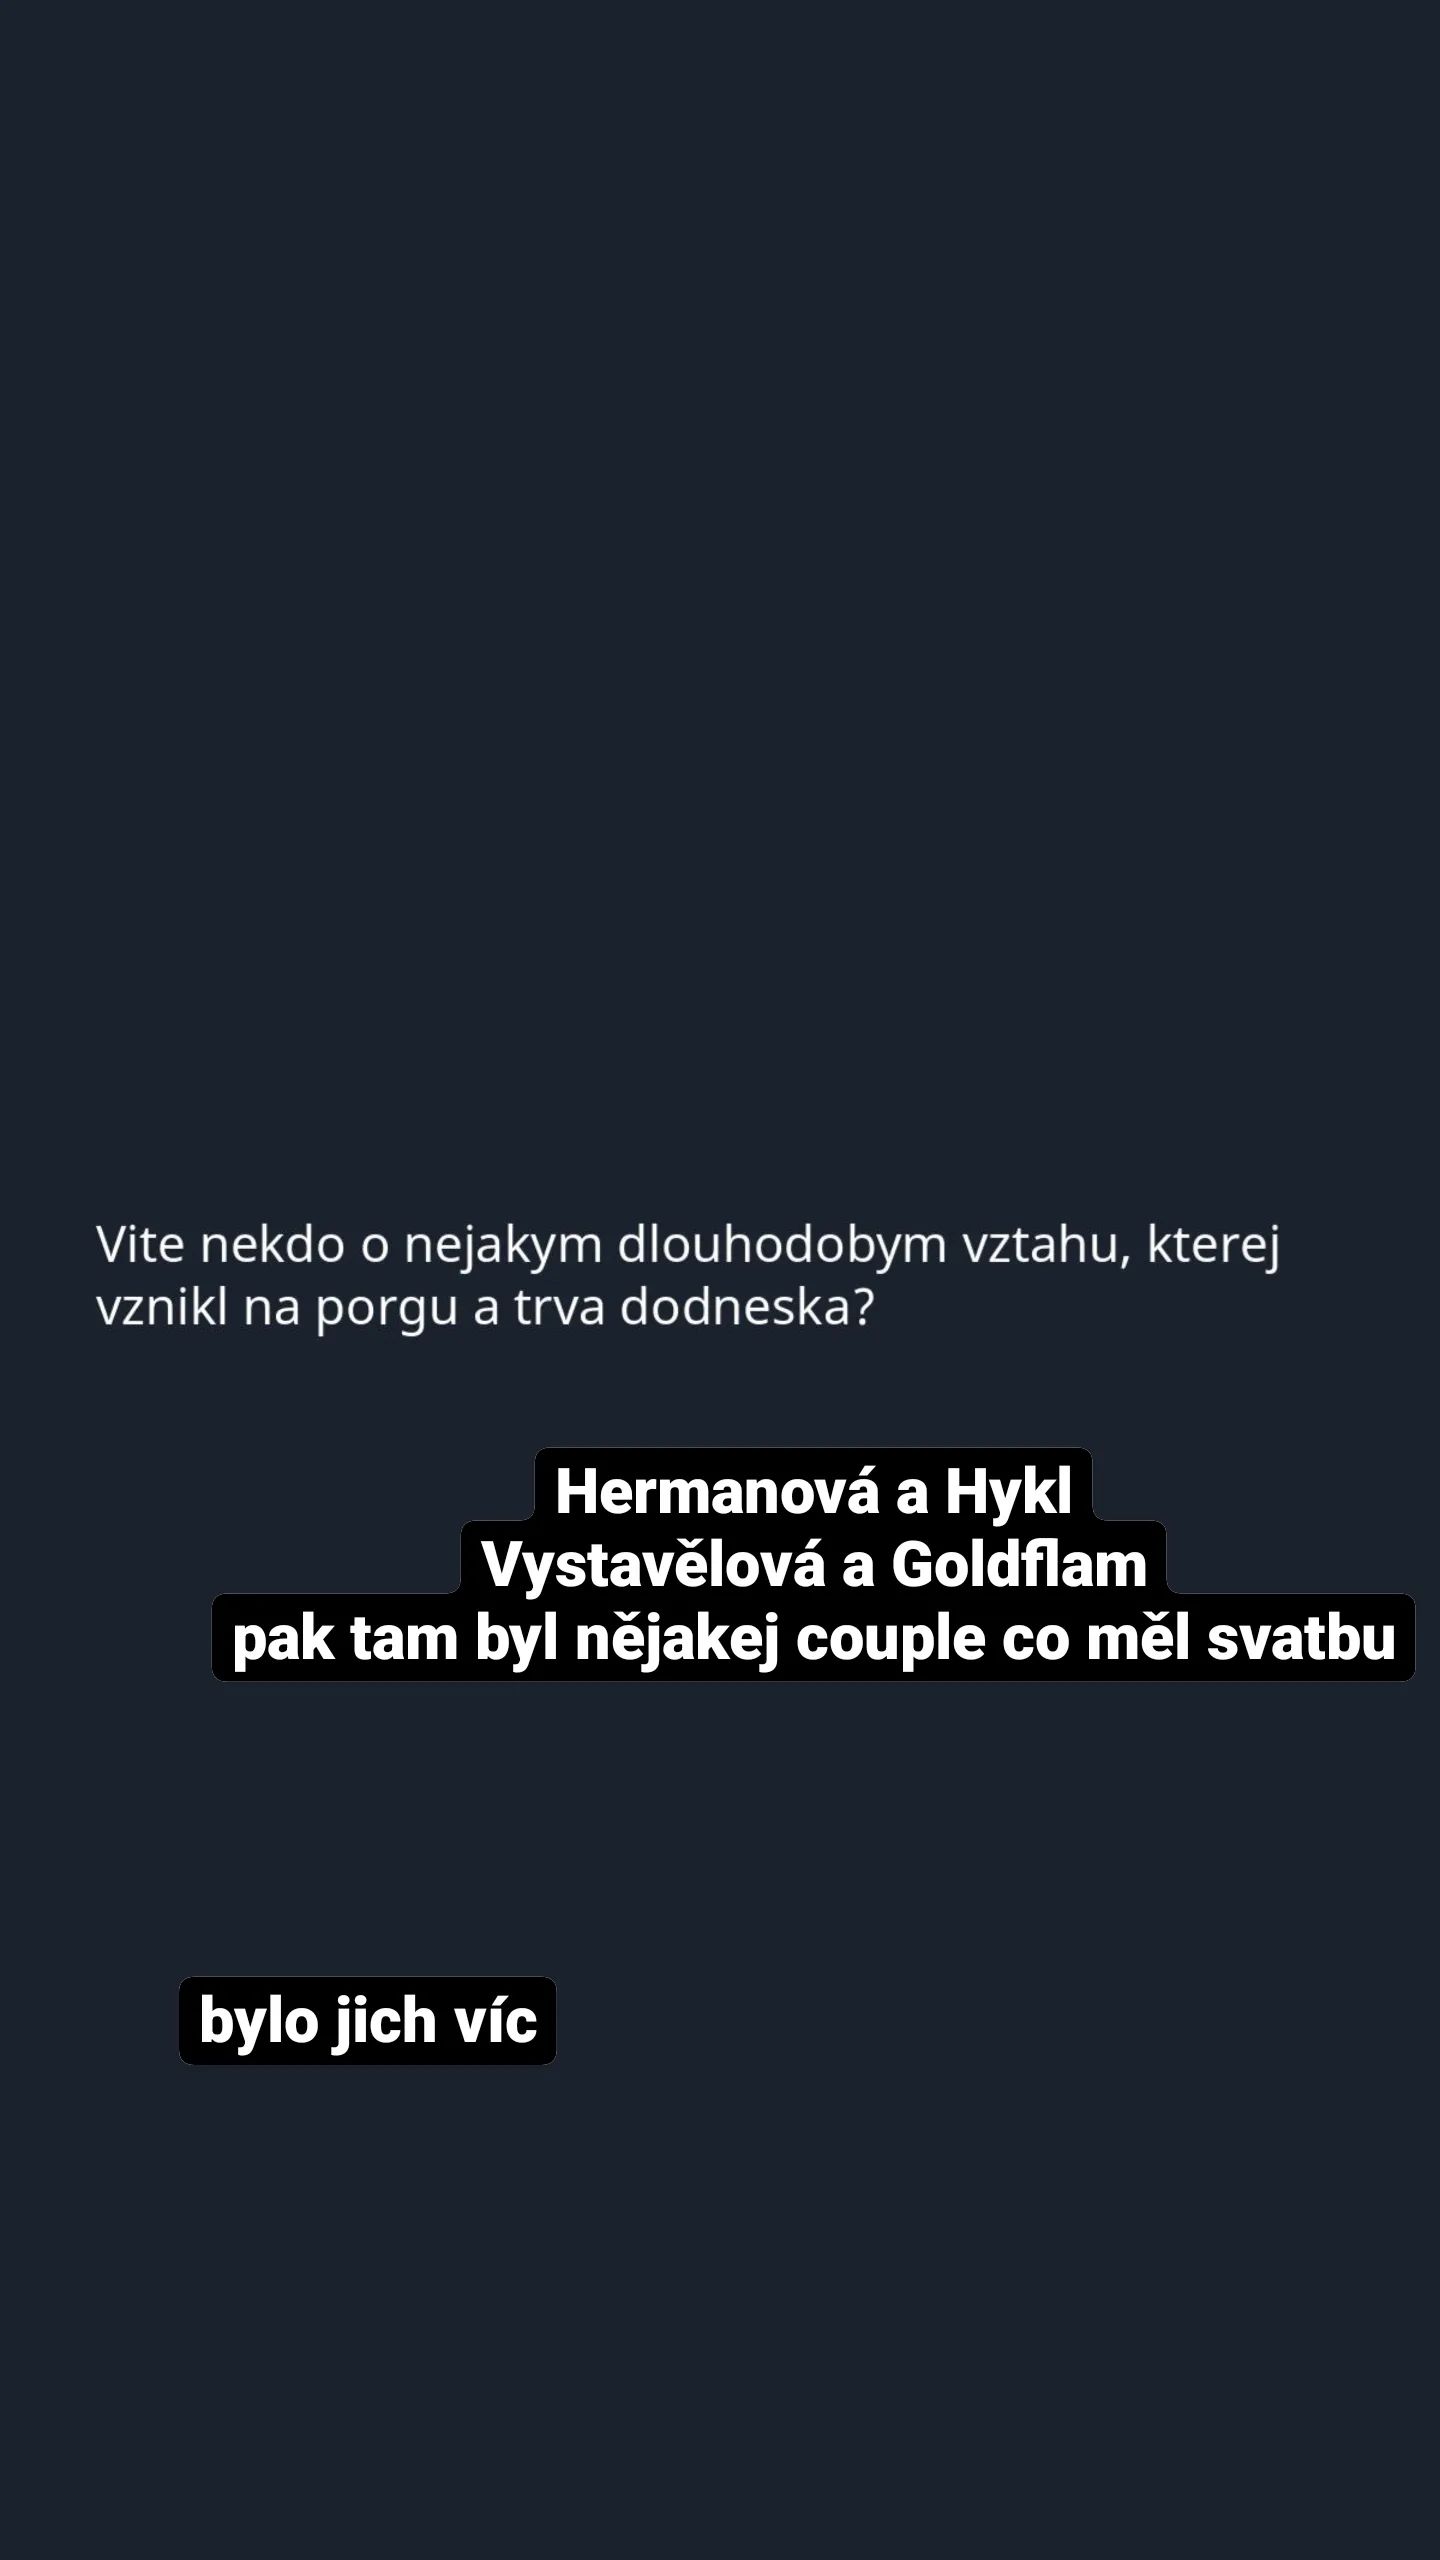 Vite nekdo o nejakym dlouhodobym vztahu, kterej
vznikl na porgu a trva dodneska?
Hermanová a Hykl
Vystavělová a Goldflam
pak tam byl nějakej couple co měl svatbu
bylo jich víc